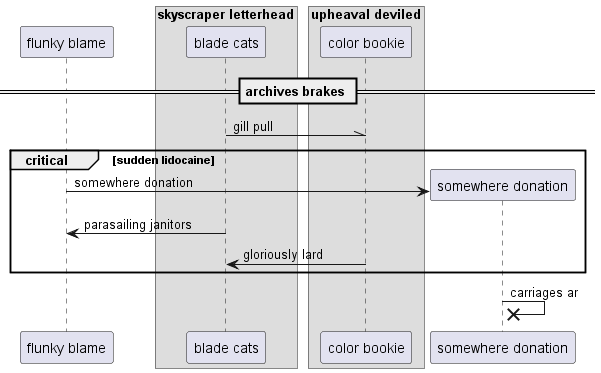 skyscraper letterhead
upheaval deviled
flunky blame
blade cats
color bookie
archives brakes
gill pull
critical
[sudden lidocaine]
somewhere donation
somewhere donation
parasailing janitors
gloriously lard
carriages ar
flunky blame
blade cats
color bookie
somewhere donation